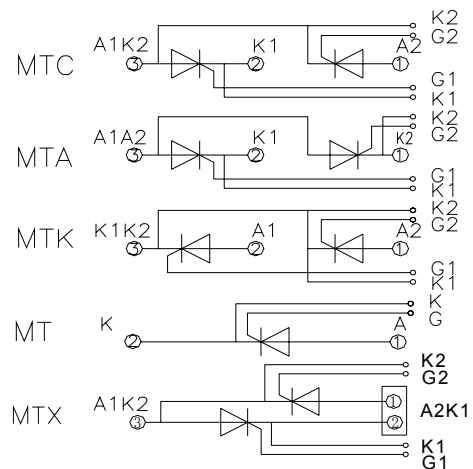 K2
G2
A1K2 K1 A2
MTC ③ ② ①
G1
K1
K2
G2
A1A2 K1 K2
MTA ③ ② ①
G1
K1
K2
G2
K1K2 A1 A2
MTK ③ ② ①
G1
K1
K
G
K A
MT ② ①
K2
G2
A1K2 ① A2K1
MTX ③ ②
K1
G1